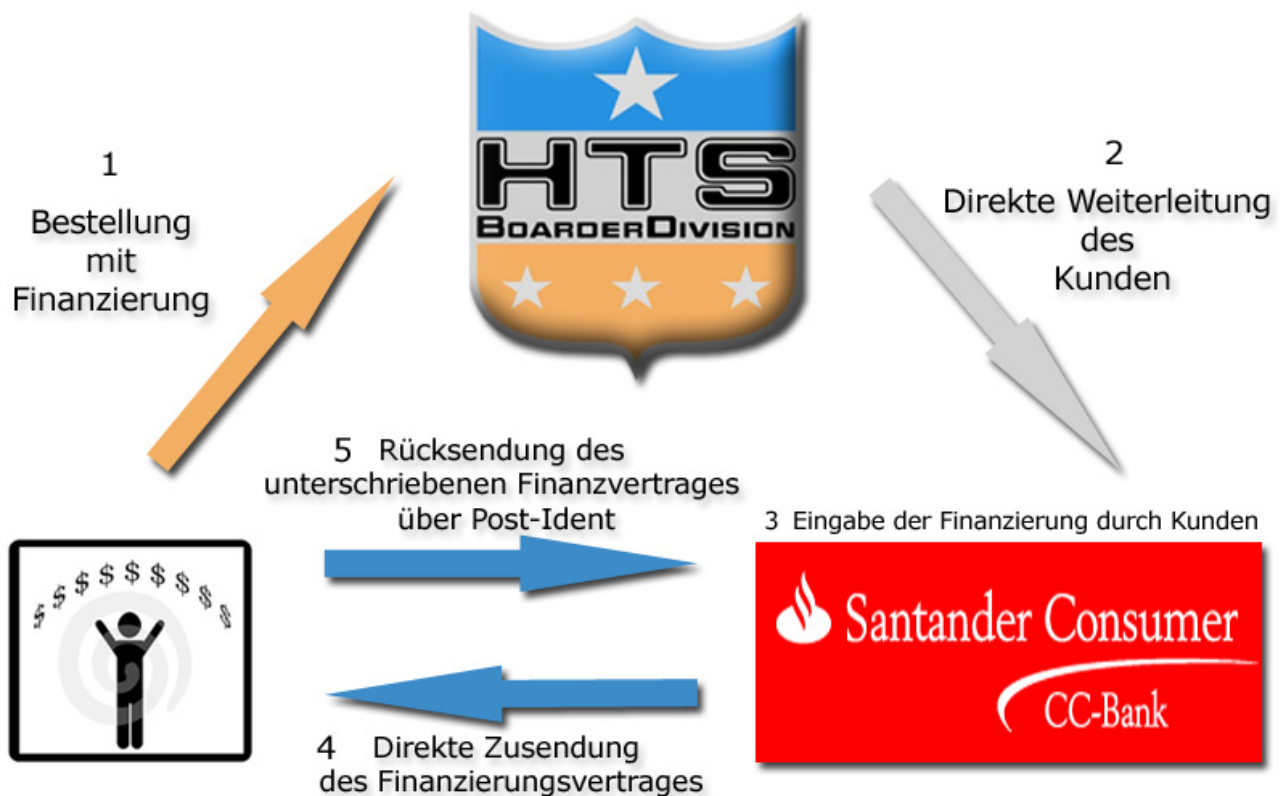 HTS
BOARDERDIVISION
1
Bestellung
mit
Finanzierung
2
Direkte Weiterleitung
des
Kunden
3 Eingabe der Finanzierung durch Kunden
Santander Consumer
CC-Bank
4 Direkte Zusendung
des Finanzierungsvertrages
5 Rücksendung des
unterschriebenen Finanzvertrages
über Post-Ident
$ $ $ $ $ $ $ $ $